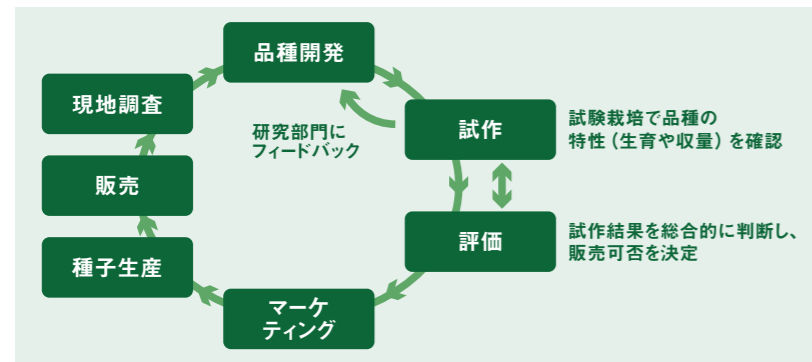 品種開発
現地調査
試作
試験栽培で品種の
特性（生育や収量）を確認
研究部門に
フィードバック
販売
評価
試作結果を総合的に判断し、
販売可否を決定
種子生産
マーケ
ティング